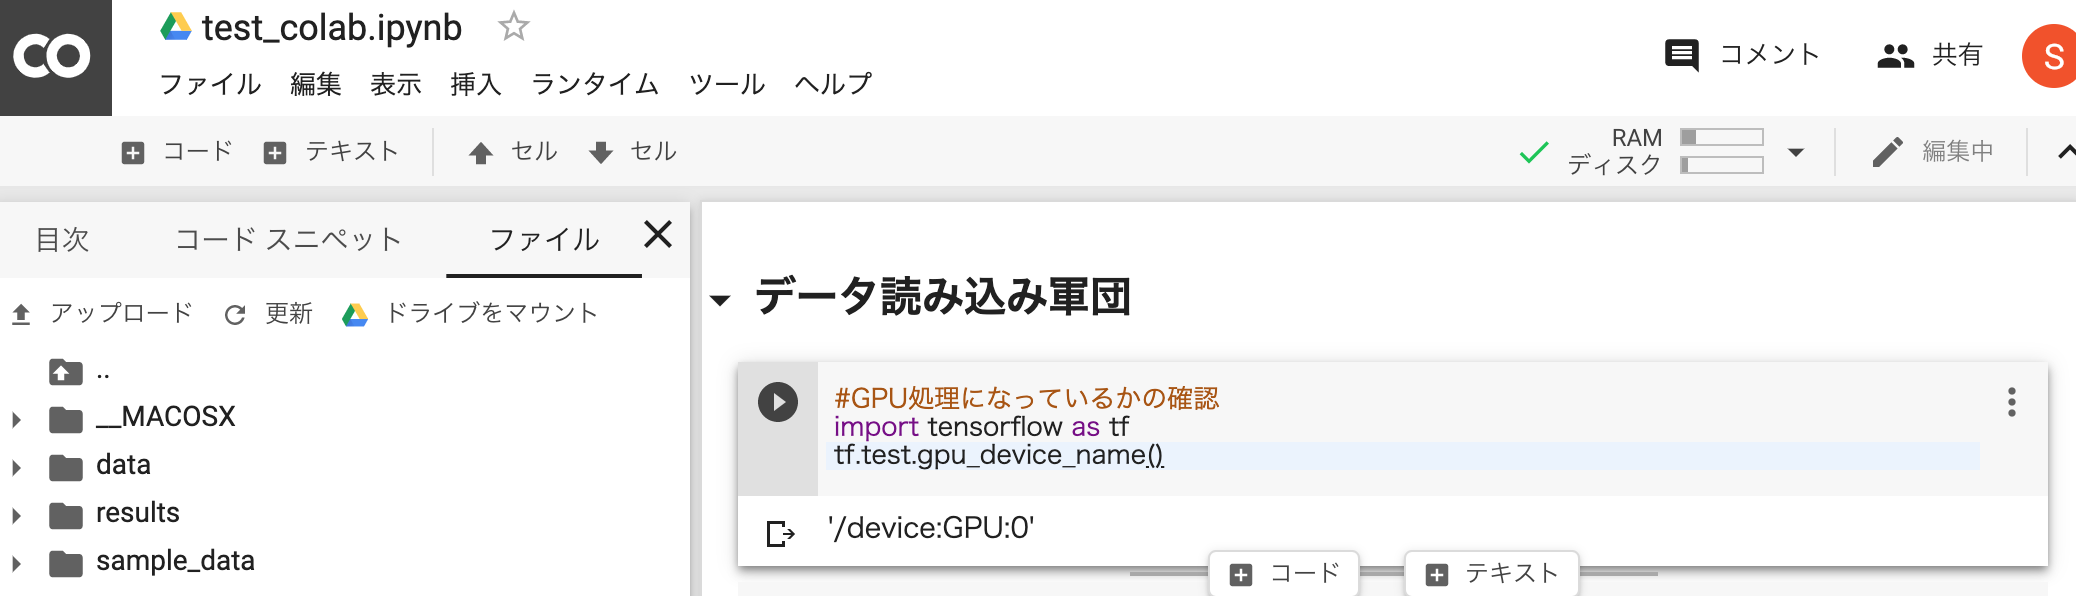 CO
test_colab.ipynb
ファイル 編集 表示 挿入 ランタイム ツール ヘルプ
コメント 共有 S
コード テキスト セル セル
RAM
ディスク
編集中
目次 コード スニペット ファイル
アップロード 更新 ドライブをマウント
..
__MACOSX
data
results
sample_data
データ読み込み軍団
#GPU処理になっているかの確認
import tensorflow as tf
tf.test.gpu_device_name()
'/device:GPU:0'
コード テキスト